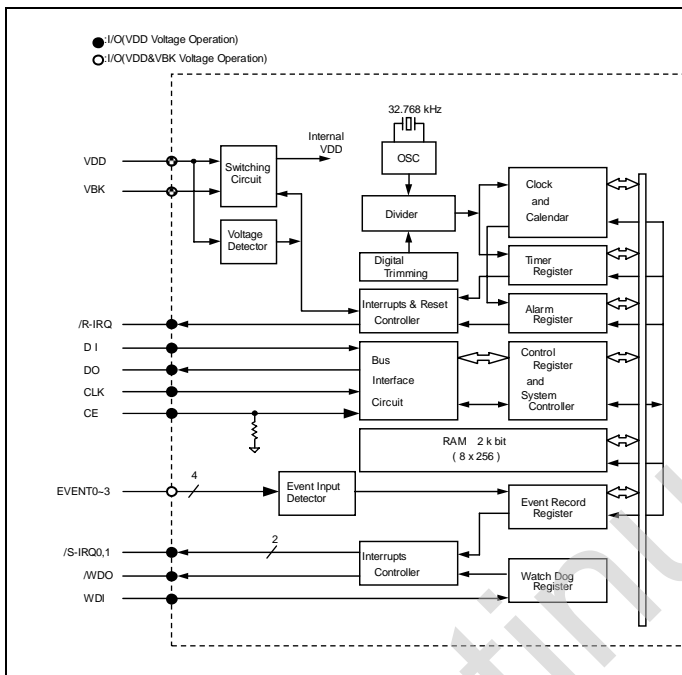 ●:I/O(VDD Voltage Operation)
○:I/O(VDD&VBK Voltage Operation)
32.768 kHz
Internal
VDD
OSC
VDD
VBK
Switching
Circuit
Clock
and
Calendar
Divider
Voltage
Detector
Digital
Trimming
Timer
Register
Interrupts & Reset
Controller
Alarm
Register
/R-IRQ
D I
DO
CLK
CE
Bus
Interface
Circuit
Control
Register
and
System
Controller
RAM 2 k bit
( 8 x 256 )
EVENT0~3
4
Event Input
Detector
Event Record
Register
/S-IRQ0,1
2
/WDO
WDI
Interrupts
Controller
Watch Dog
Register
tinu